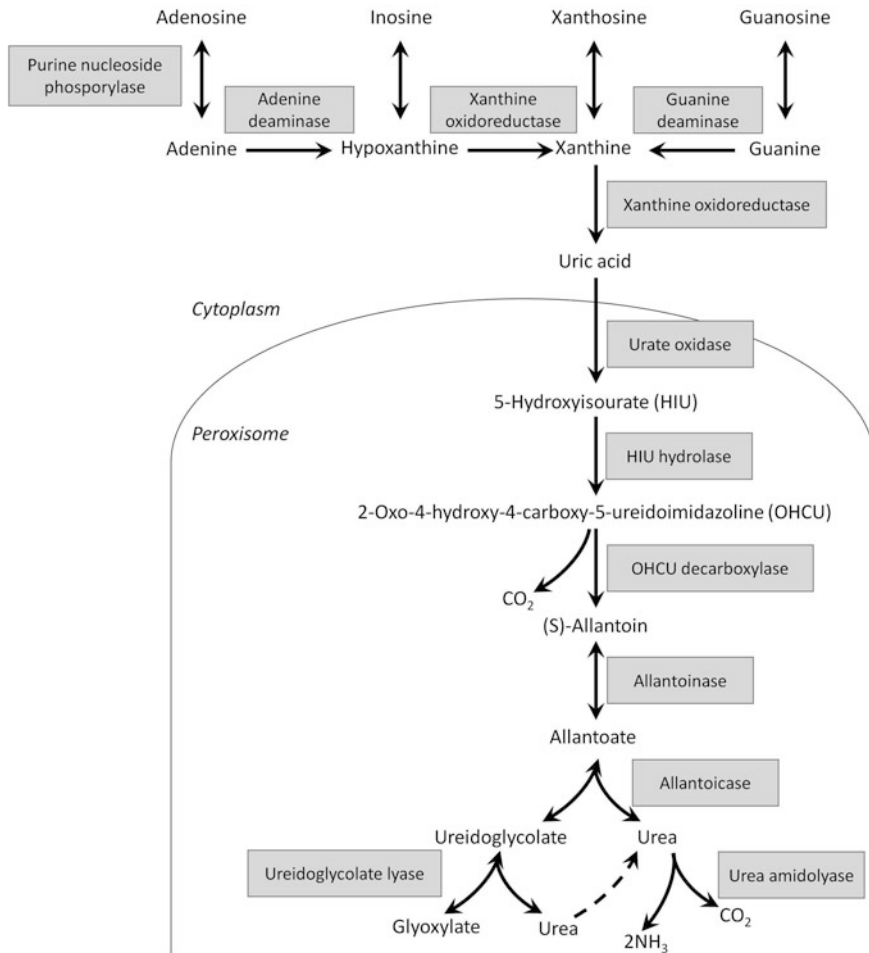 Adenosine
Inosine
Xanthosine
Guanosine
Purine nucleoside
phosporylase
Adenine
deaminase
Xanthine
oxidoreductase
Guanine
deaminase
Adenine
Hypoxanthine
Xanthine
Guanine
Xanthine oxidoreductase
Uric acid
Cytoplasm
Urate oxidase
5-Hydroxyisourate (HIU)
Peroxisome
HIU hydrolase
2-Oxo-4-hydroxy-4-carboxy-5-ureidoimidazoline (OHCU)
OHCU decarboxylase
CO₂
(S)-Allantoin
Allantoinase
Allantoate
Allantoicase
Ureidoglycolate
Urea
Ureidoglycolate lyase
Urea amidolyase
Glyoxylate
Urea
2NH₃
CO₂